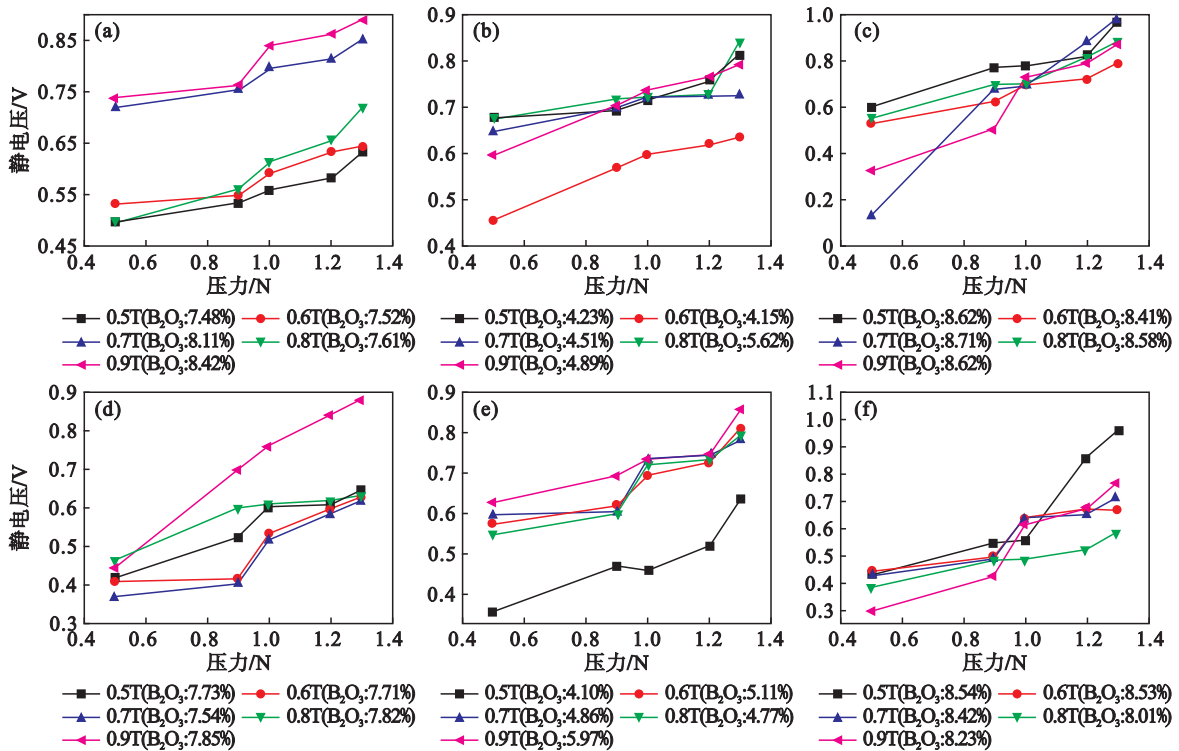 (a)
静电压/V
0.85
0.75
0.65
0.55
0.45
0.4 0.6 0.8 1.0 1.2 1.4
压力/N
0.5T(B₂O₃:7.48%) 0.6T(B₂O₃:7.52%)
0.7T(B₂O₃:8.11%) 0.8T(B₂O₃:7.61%)
0.9T(B₂O₃:8.42%)
(b)
0.9
0.8
0.7
0.6
0.5
0.4
0.4 0.6 0.8 1.0 1.2 1.4
压力/N
0.5T(B₂O₃:4.23%) 0.6T(B₂O₃:4.15%)
0.7T(B₂O₃:4.51%) 0.8T(B₂O₃:5.62%)
0.9T(B₂O₃:4.89%)
(c)
1.0
0.8
0.6
0.4
0.2
0
0.4 0.6 0.8 1.0 1.2 1.4
压力/N
0.5T(B₂O₃:8.62%) 0.6T(B₂O₃:8.41%)
0.7T(B₂O₃:8.71%) 0.8T(B₂O₃:8.58%)
0.9T(B₂O₃:8.62%)
(d)
静电压/V
0.9
0.8
0.7
0.6
0.5
0.4
0.3
0.4 0.6 0.8 1.0 1.2 1.4
压力/N
0.5T(B₂O₃:7.73%) 0.6T(B₂O₃:7.71%)
0.7T(B₂O₃:7.54%) 0.8T(B₂O₃:7.82%)
0.9T(B₂O₃:7.85%)
(e)
0.9
0.8
0.7
0.6
0.5
0.4
0.4 0.6 0.8 1.0 1.2 1.4
压力/N
0.5T(B₂O₃:4.10%) 0.6T(B₂O₃:5.11%)
0.7T(B₂O₃:4.86%) 0.8T(B₂O₃:4.77%)
0.9T(B₂O₃:5.97%)
(f)
1.1
1.0
0.9
0.8
0.7
0.6
0.5
0.4
0.3
0.4 0.6 0.8 1.0 1.2 1.4
压力/N
0.5T(B₂O₃:8.54%) 0.6T(B₂O₃:8.53%)
0.7T(B₂O₃:8.42%) 0.8T(B₂O₃:8.01%)
0.9T(B₂O₃:8.23%)